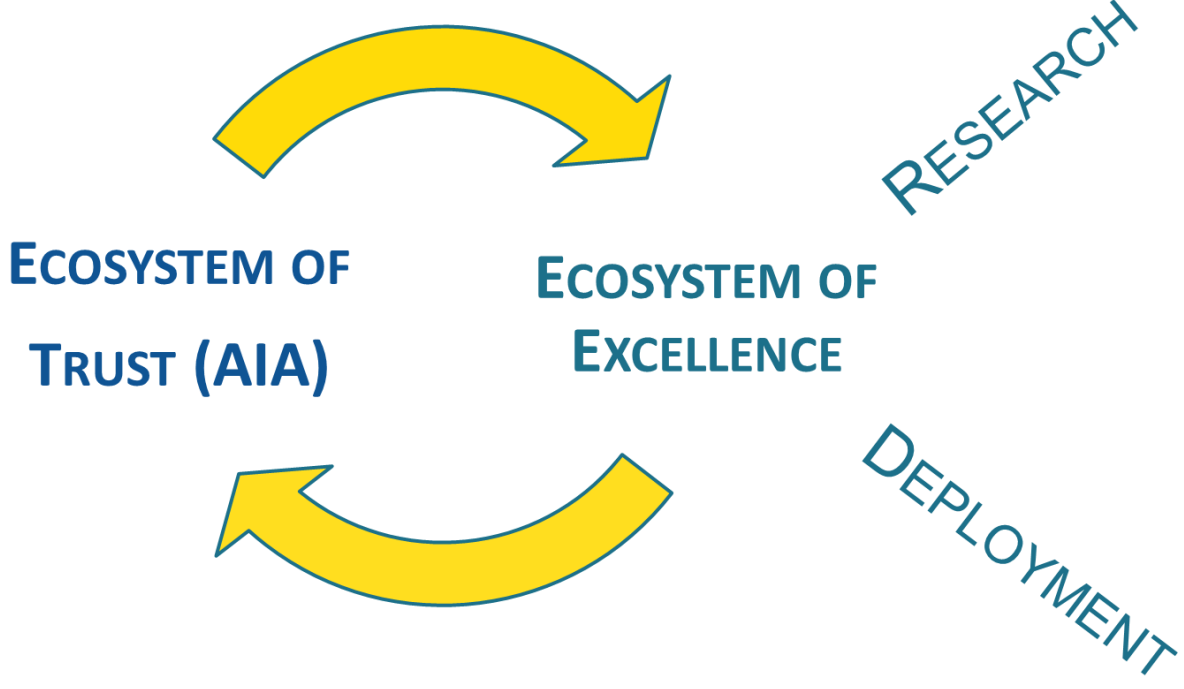 RESEARCH
ECOSYSTEM OF
TRUST (AIA)
ECOSYSTEM OF
EXCELLENCE
DEPLOYMENT